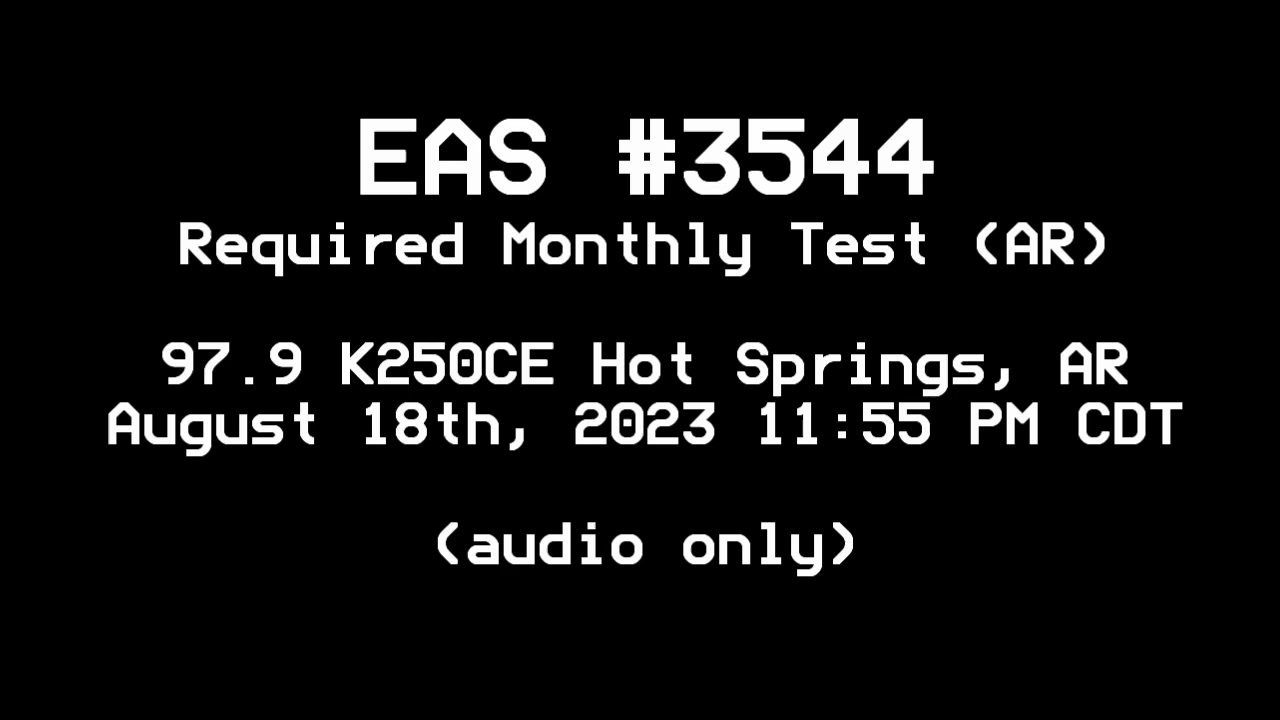 EAS #3544
Required Monthly Test (AR)
97.9 K250CE Hot Springs, AR
August 18th, 2023 11:55 PM CDT
(audio only)